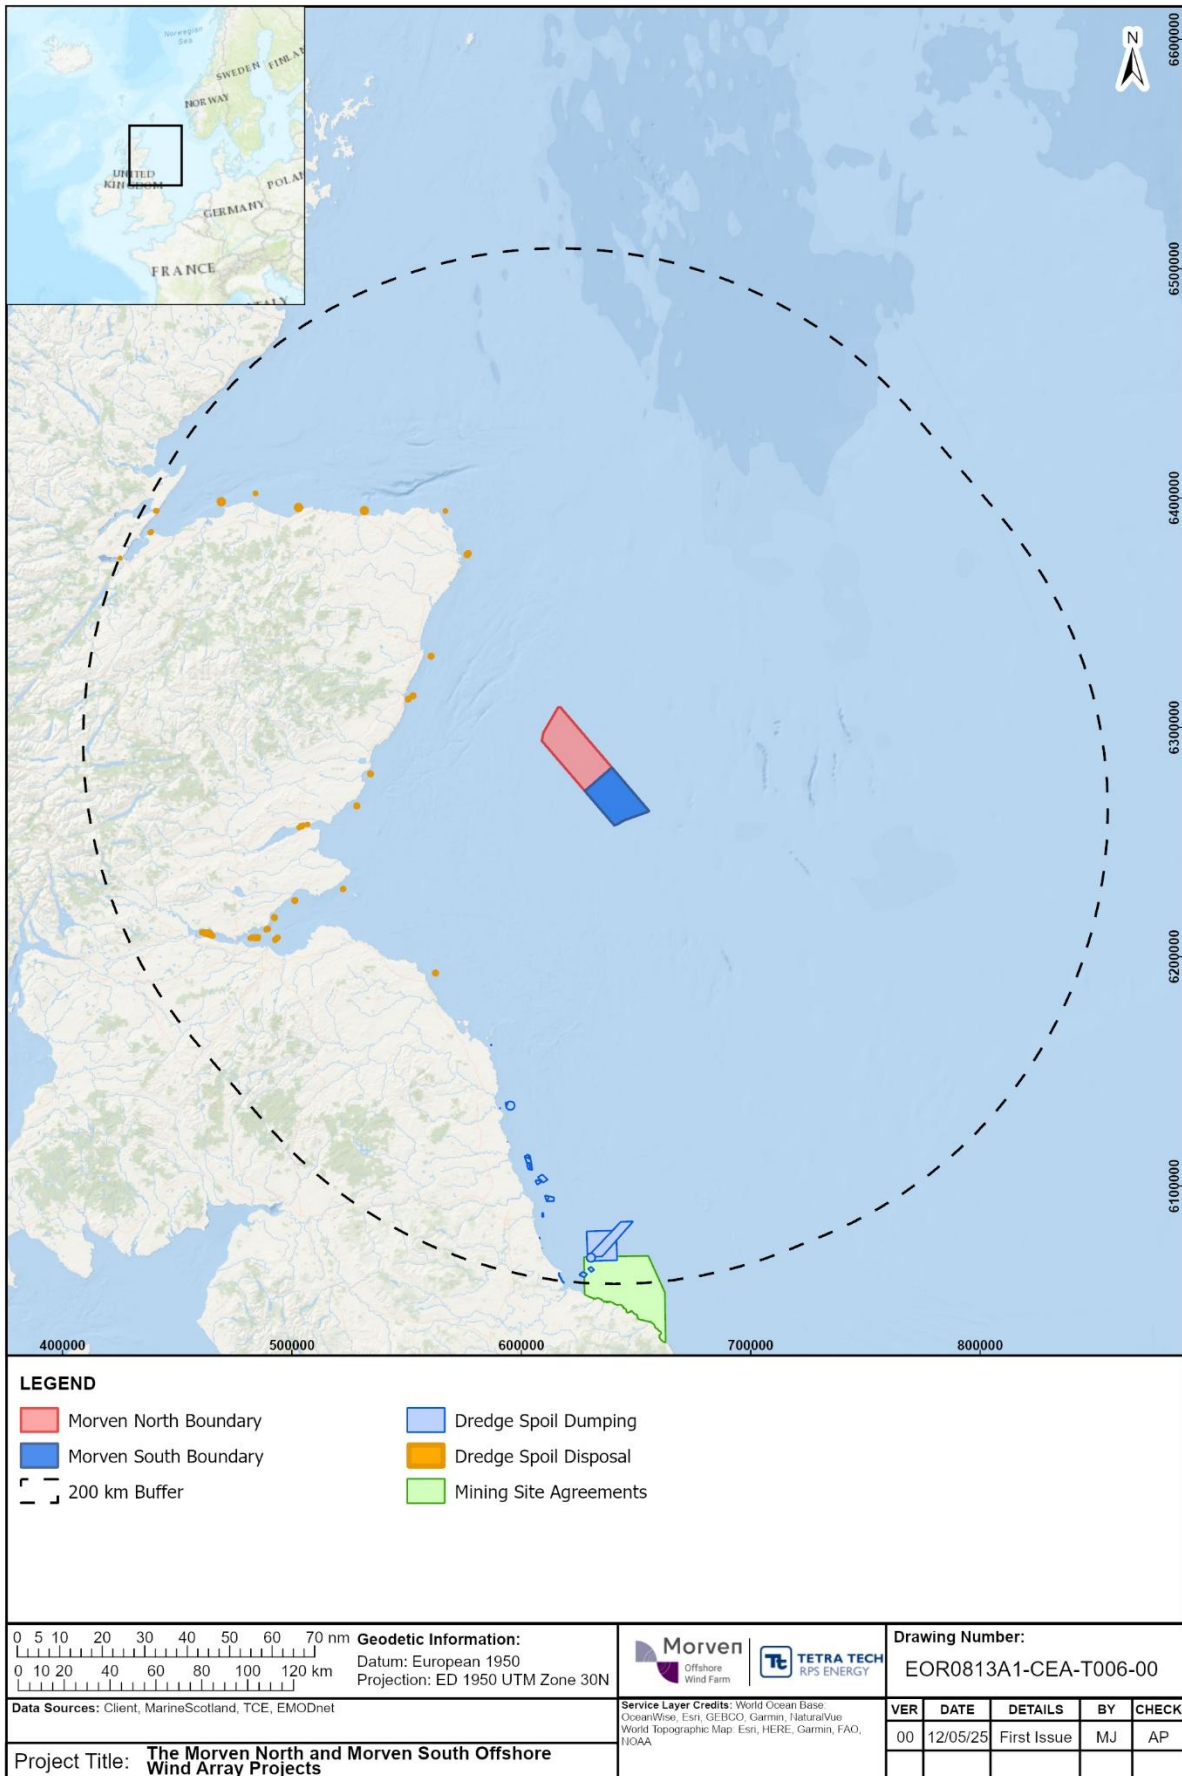 Norwegian
Sea
SWEDEN
FINLA
NORWAY
UNITED
KINGDOM
POLAN
GERMANY
FRANCE
ITALY
N
6600000
6500000
6400000
6300000
6200000
6100000
400000
500000
600000
700000
800000
LEGEND
Morven North Boundary
Morven South Boundary
200 km Buffer
Dredge Spoil Dumping
Dredge Spoil Disposal
Mining Site Agreements
0 5 10 20 30 40 50 60 70 nm
0 10 20 40 60 80 100 120 km
Geodetic Information:
Datum: European 1950
Projection: ED 1950 UTM Zone 30N
Morven
Offshore
Wind Farm
Tt
TETRA TECH
RPS ENERGY
Drawing Number:
EOR0813A1-CEA-T006-00
Data Sources: Client, MarineScotland, TCE, EMODnet
Service Layer Credits: World Ocean Base:
OceanWise, Esri, GEBCO, Garmin, NaturalVue
World Topographic Map: Esri, HERE, Garmin, FAO,
NOAA
VER DATE DETAILS BY CHECK
00 12/05/25 First Issue MJ AP
Project Title: The Morven North and Morven South Offshore
Wind Array Projects